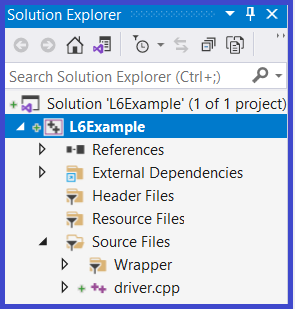 Solution Explorer
Search Solution Explorer (Ctrl+;)
Solution 'L6Example' (1 of 1 project)
L6Example
References
External Dependencies
Header Files
Resource Files
Source Files
Wrapper
driver.cpp